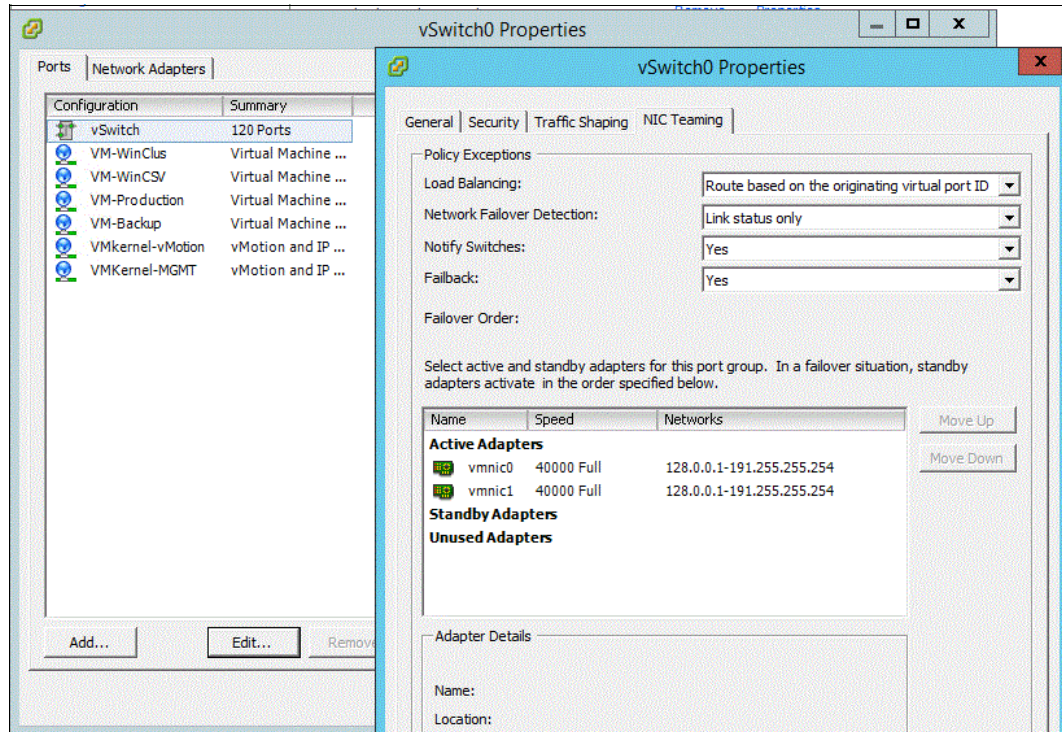 Remove... Properties...
vSwitch0 Properties
Ports
Network Adapters
Configuration
Summary
vSwitch
120 Ports
VM-WinClus
Virtual Machine ...
VM-WinCSV
Virtual Machine ...
VM-Production
Virtual Machine ...
VM-Backup
Virtual Machine ...
VMkernel-vMotion
vMotion and IP ...
VMKernel-MGMT
vMotion and IP ...
Add...
Edit...
Remove
vSwitch0 Properties
General
Security
Traffic Shaping
NIC Teaming
Policy Exceptions
Load Balancing:
Route based on the originating virtual port ID
Network Failover Detection:
Link status only
Notify Switches:
Yes
Failback:
Yes
Failover Order:
Select active and standby adapters for this port group. In a failover situation, standby
adapters activate in the order specified below.
Name
Speed
Networks
Active Adapters
vmnic0
40000 Full
128.0.0.1-191.255.255.254
vmnic1
40000 Full
128.0.0.1-191.255.255.254
Standby Adapters
Unused Adapters
Move Up
Move Down
Adapter Details
Name:
Location: